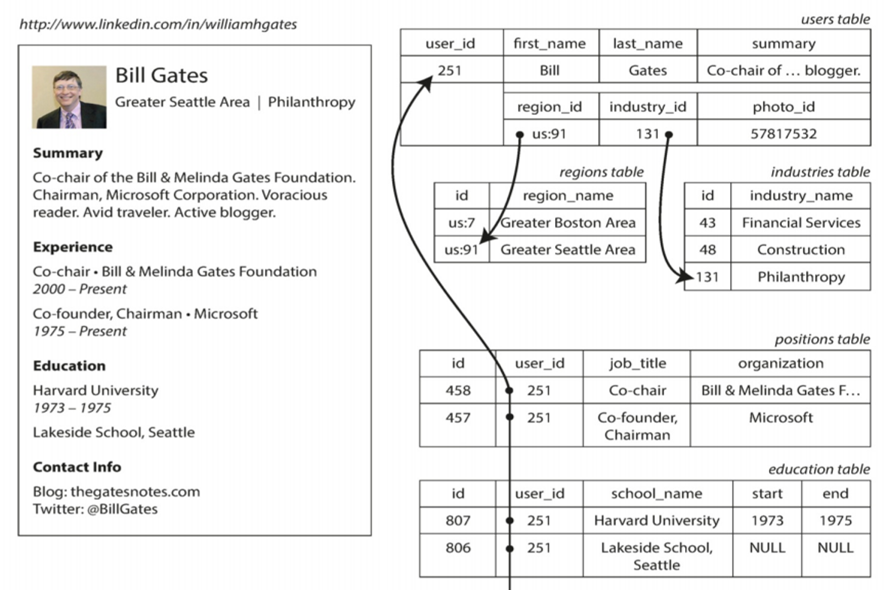 http://www.linkedin.com/in/williamhgates
Bill Gates
Greater Seattle Area | Philanthropy
Summary
Co-chair of the Bill & Melinda Gates Foundation.
Chairman, Microsoft Corporation. Voracious
reader. Avid traveler. Active blogger.
Experience
Co-chair • Bill & Melinda Gates Foundation
2000 – Present
Co-founder, Chairman • Microsoft
1975 – Present
Education
Harvard University
1973 – 1975
Lakeside School, Seattle
Contact Info
Blog: thegatesnotes.com
Twitter: @BillGates
users table
user_id first_name last_name summary
251 Bill Gates Co-chair of … blogger.
region_id industry_id photo_id
us:91 131 57817532
regions table
id region_name
us:7 Greater Boston Area
us:91 Greater Seattle Area
industries table
id industry_name
43 Financial Services
48 Construction
131 Philanthropy
positions table
id user_id job_title organization
458 251 Co-chair Bill & Melinda Gates F…
457 251 Co-founder, Microsoft
Chairman
education table
id user_id school_name start end
807 251 Harvard University 1973 1975
806 251 Lakeside School, NULL NULL
Seattle